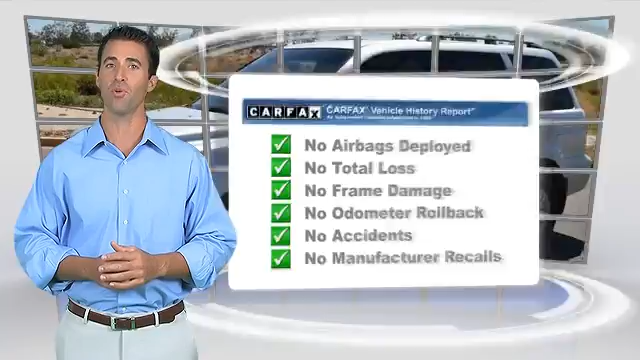 CARFAX CARFAX Vehicle History Report™
No Airbags Deployed
No Total Loss
No Frame Damage
No Odometer Rollback
No Accidents
No Manufacturer Recalls